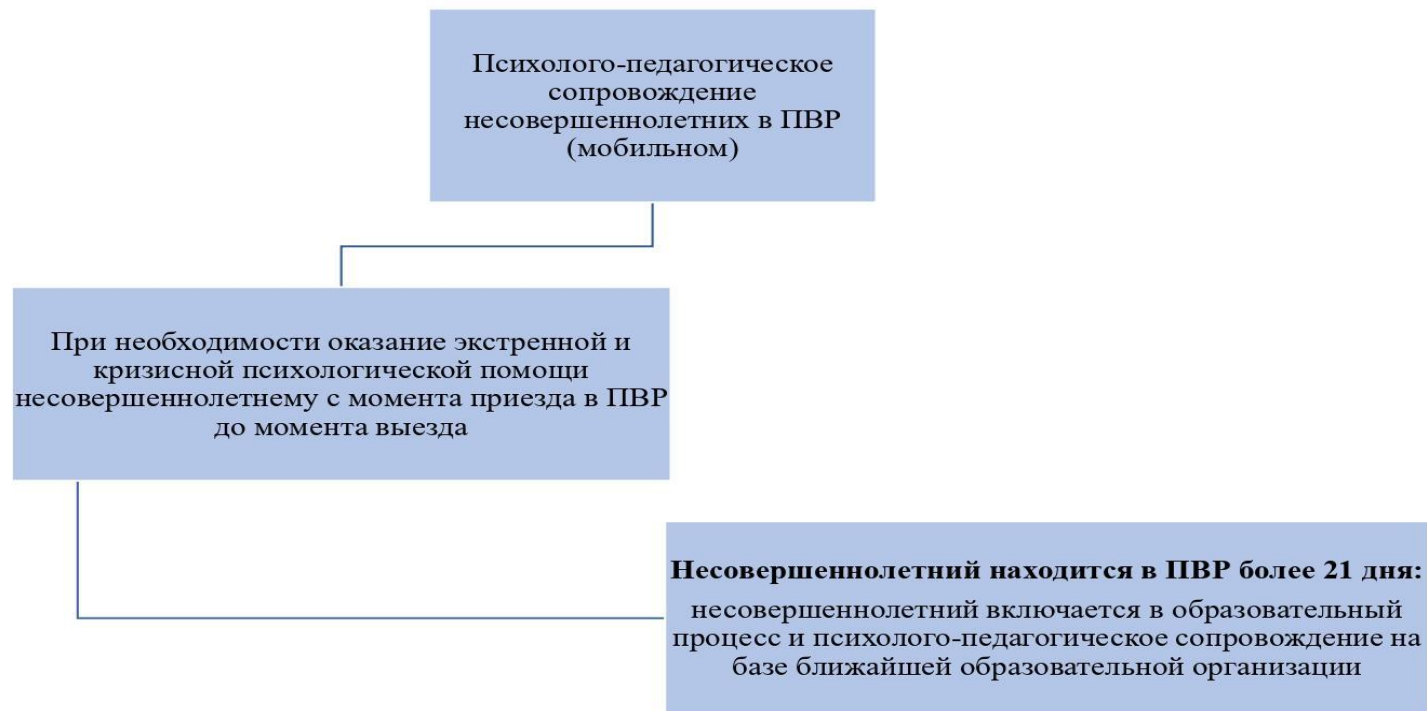 Психолого-педагогическое
сопровождение
несовершеннолетних в ПВР
(мобильном)
При необходимости оказание экстренной и
кризисной психологической помощи
несовершеннолетнему с момента приезда в ПВР
до момента выезда
Несовершеннолетний находится в ПВР более 21 дня:
несовершеннолетний включается в образовательный
процесс и психолого-педагогическое сопровождение на
базе ближайшей образовательной организации